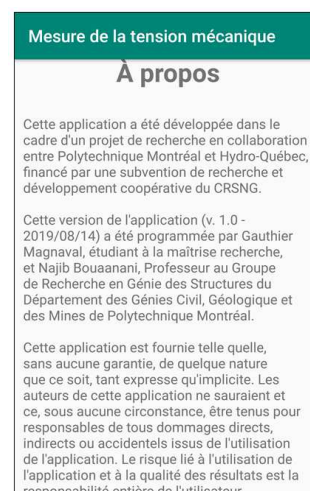 Mesure de la tension mécanique
À propos
Cette application a été développée dans le
cadre d'un projet de recherche en collaboration
entre Polytechnique Montréal et Hydro-Québec,
financé par une subvention de recherche et
développement coopérative du CRSNG.
Cette version de l'application (v. 1.0 -
2019/08/14) a été programmée par Gauthier
Magnaval, étudiant à la maîtrise recherche,
et Najib Bouaanani, Professeur au Groupe
de Recherche en Génie des Structures du
Département des Génies Civil, Géologique et
des Mines de Polytechnique Montréal.
Cette application est fournie telle quelle,
sans aucune garantie, de quelque nature
que ce soit, tant expresse qu'implicite. Les
auteurs de cette application ne sauraient et
ce, sous aucune circonstance, être tenus pour
responsables de tous dommages directs,
indirects ou accidentels issus de l'utilisation
de l'application. Le risque lié à l'utilisation de
l'application et à la qualité des résultats est la
responsabilité entière de l'utilisateur